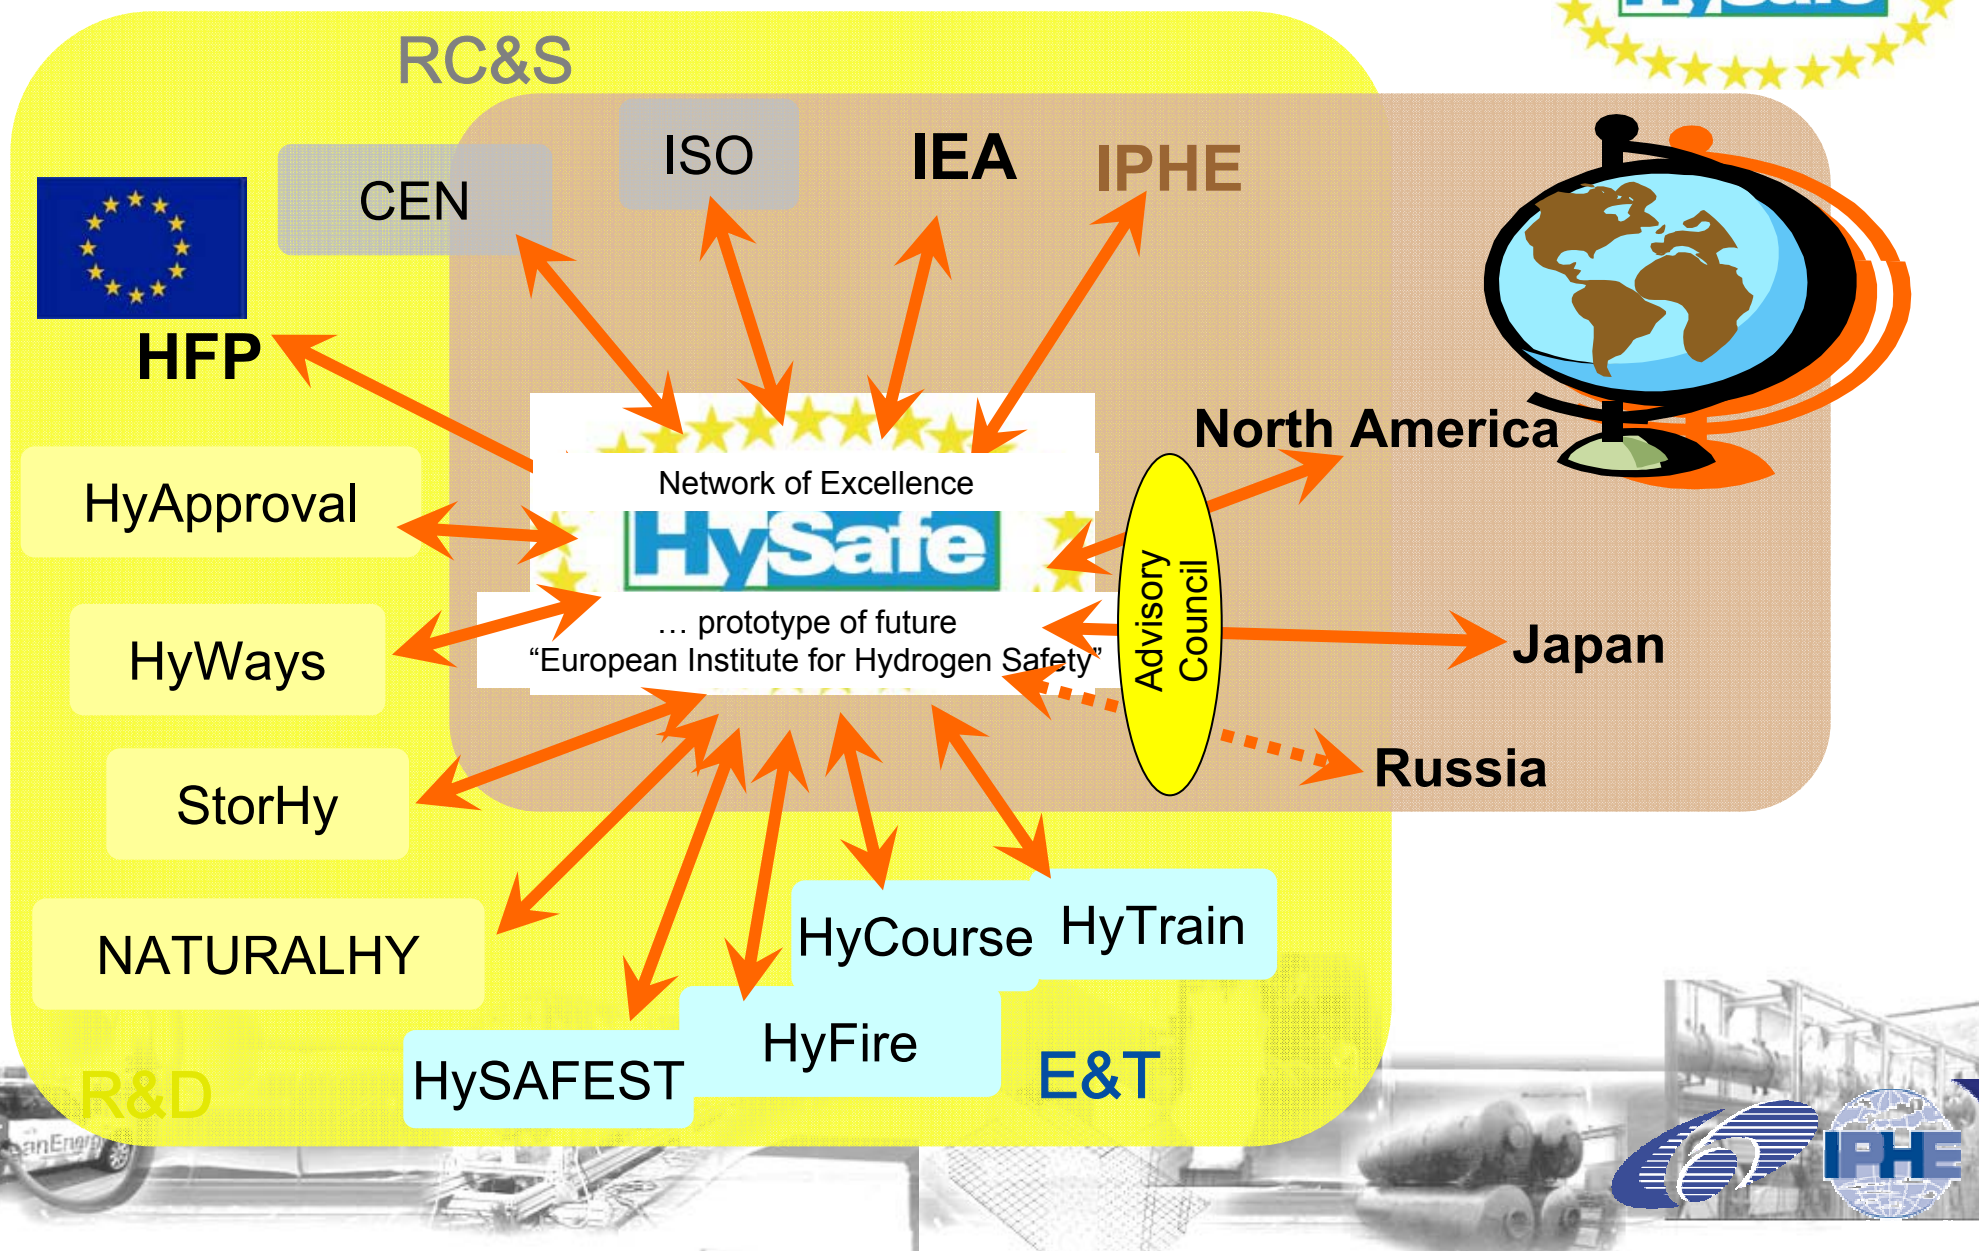 HySafe
RC&S
ISO
IEA
IPHE
CEN
HFP
North America
Network of Excellence
HyApproval
HySafe
Advisory
Council
… prototype of future
“European Institute for Hydrogen Safety”
HyWays
Japan
Russia
StorHy
HyCourse
HyTrain
NATURALHY
HyFire
HySAFEST
E&T
R&D
IPHE